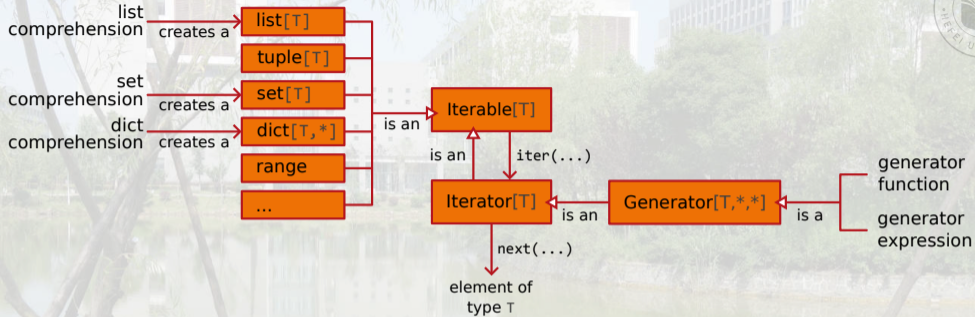 list
comprehension
creates a
list[T]
tuple[T]
set
comprehension
creates a
set[T]
dict
comprehension
creates a
dict[T,*]
range
...
is an
Iterable[T]
is an
iter(...)
Iterator[T]
is an
Generator[T,*,*]
is a
generator
function
generator
expression
next(...)
element of
type T
HEFEI U